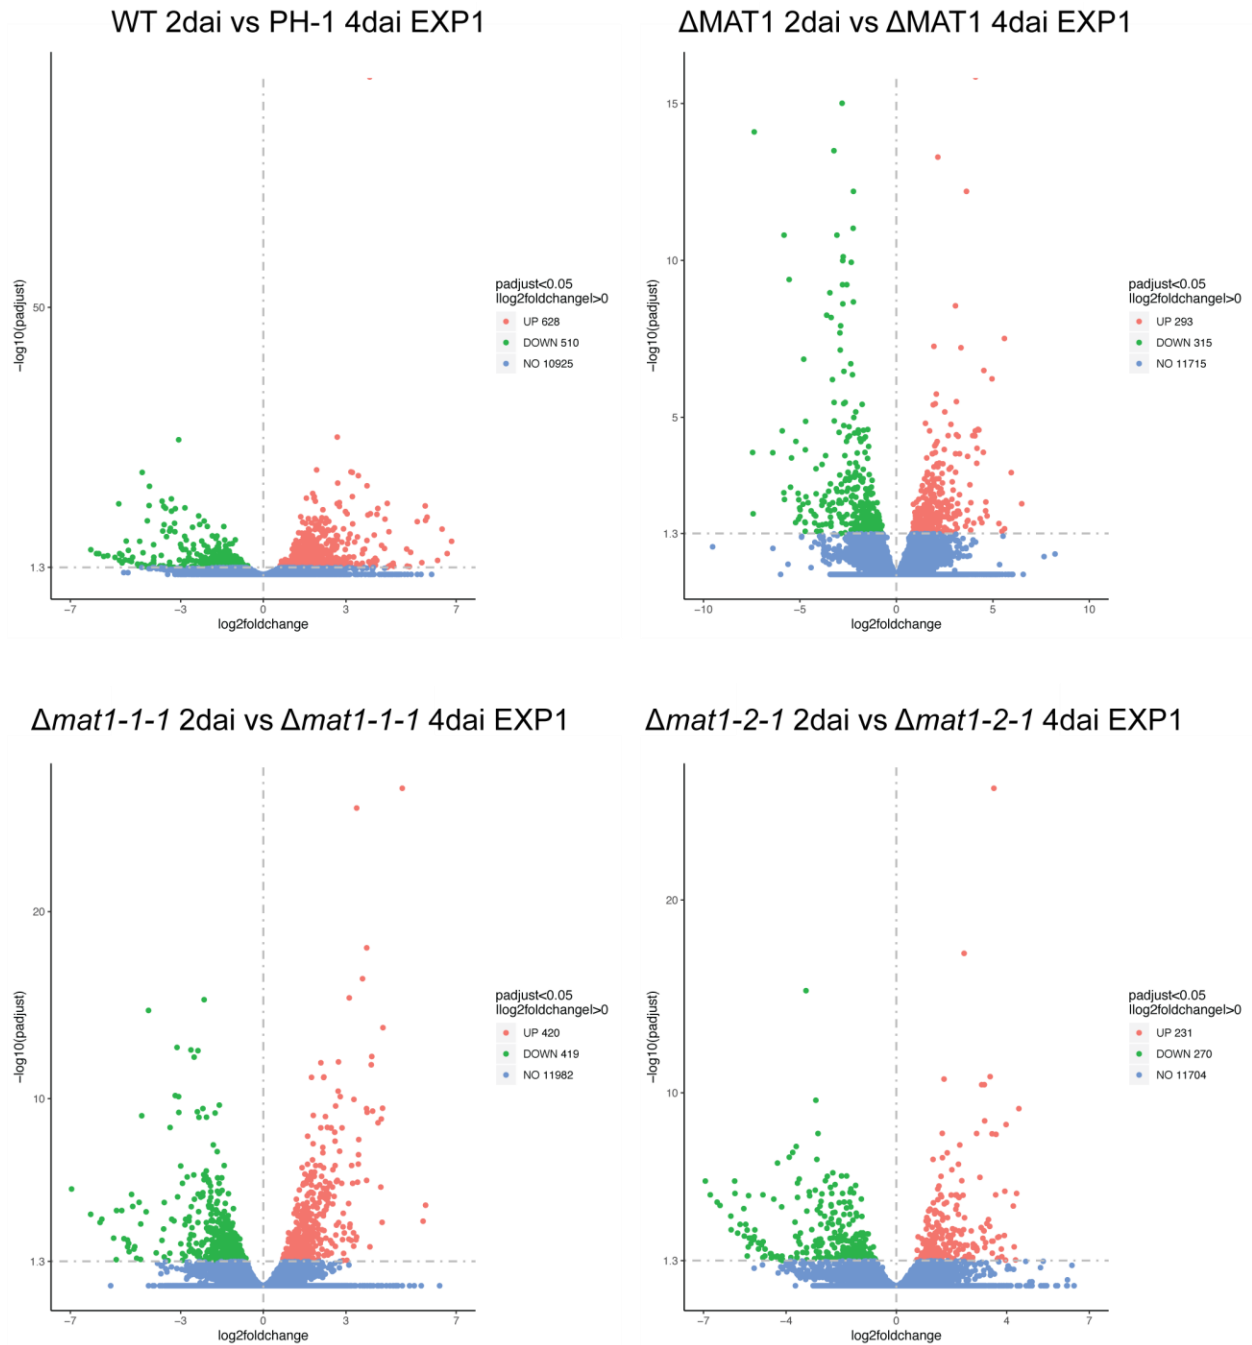 WT 2dai vs PH-1 4dai EXP1
50
1.3
−7
−3
0
3
7
−log10(padjust)
log2foldchange
padjust<0.05
llog2foldchangel>0
UP 628
DOWN 510
NO 10925
ΔMAT1 2dai vs ΔMAT1 4dai EXP1
15
10
5
1.3
−10
−5
0
5
10
−log10(padjust)
log2foldchange
padjust<0.05
llog2foldchangel>0
UP 293
DOWN 315
NO 11715
Δmat1-1-1 2dai vs Δmat1-1-1 4dai EXP1
20
10
1.3
−7
−3
0
3
7
−log10(padjust)
log2foldchange
padjust<0.05
llog2foldchangel>0
UP 420
DOWN 419
NO 11982
Δmat1-2-1 2dai vs Δmat1-2-1 4dai EXP1
20
10
1.3
−7
−4
0
4
7
−log10(padjust)
log2foldchange
padjust<0.05
llog2foldchangel>0
UP 231
DOWN 270
NO 11704